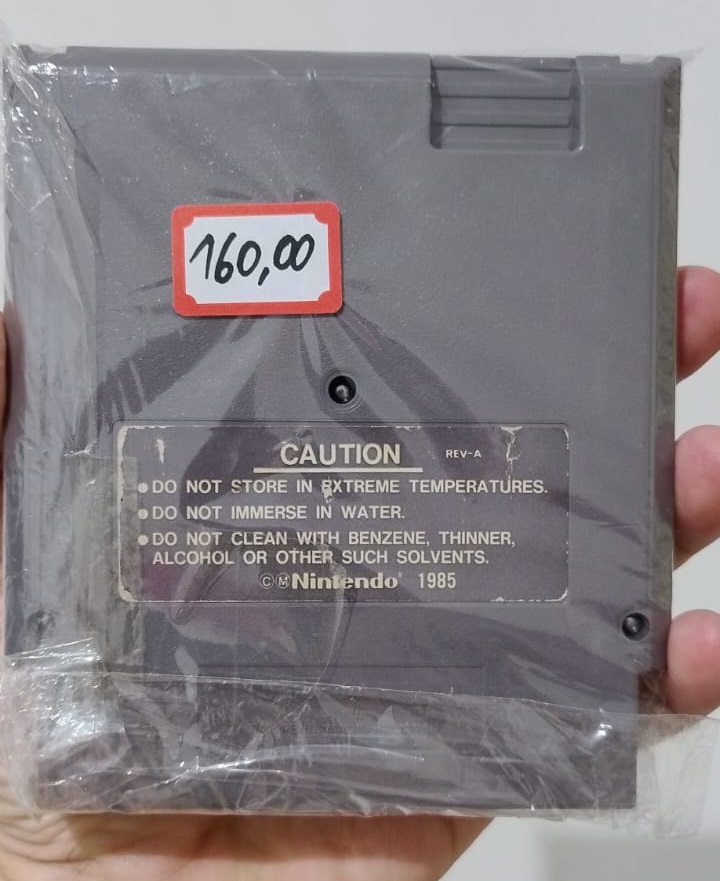 160,00
CAUTION REV-A
● DO NOT STORE IN EXTREME TEMPERATURES.
● DO NOT IMMERSE IN WATER.
● DO NOT CLEAN WITH BENZENE, THINNER,
ALCOHOL OR OTHER SUCH SOLVENTS.
ⒸⓂNintendo® 1985